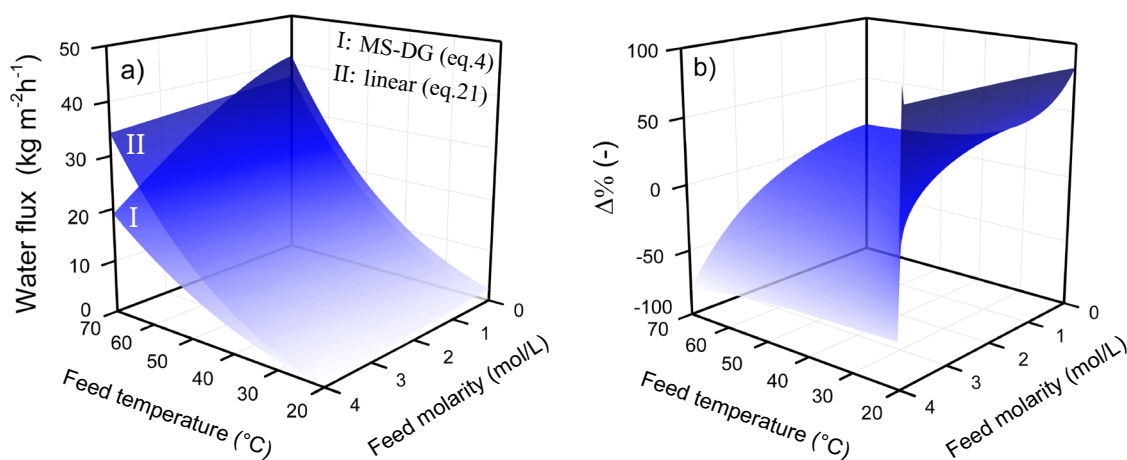 a)
I: MS-DG (eq.4)
II: linear (eq.21)
II
I
Water flux (kg m⁻²h⁻¹)
50
40
30
20
10
0
70
60
50
40
30
20
Feed temperature (°C)
4
3
2
1
0
Feed molarity (mol/L)
b)
Δ% (-)
100
50
0
-50
-100
70
60
50
40
30
20
Feed temperature (°C)
4
3
2
1
0
Feed molarity (mol/L)